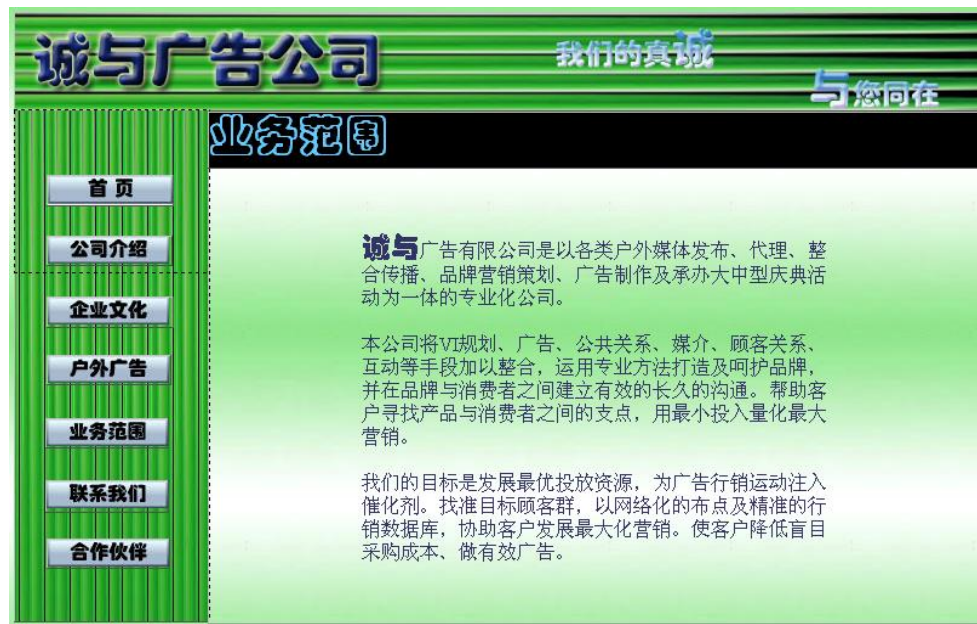 诚与广告公司
我们的真诚
与您同在
业务范围
首 页
公司介绍
企业文化
户外广告
业务范围
联系我们
合作伙伴
诚与广告有限公司是以各类户外媒体发布、代理、整
合传播、品牌营销策划、广告制作及承办大中型庆典活
动为一体的专业化公司。
本公司将VI规划、广告、公共关系、媒介、顾客关系、
互动等手段加以整合，运用专业方法打造及呵护品牌，
并在品牌与消费者之间建立有效的长久的沟通。帮助客
户寻找产品与消费者之间的支点，用最小投入量化最大
营销。
我们的目标是发展最优投放资源，为广告行销运动注入
催化剂。找准目标顾客群，以网络化的布点及精准的行
销数据库，协助客户发展最大化营销。使客户降低盲目
采购成本、做有效广告。